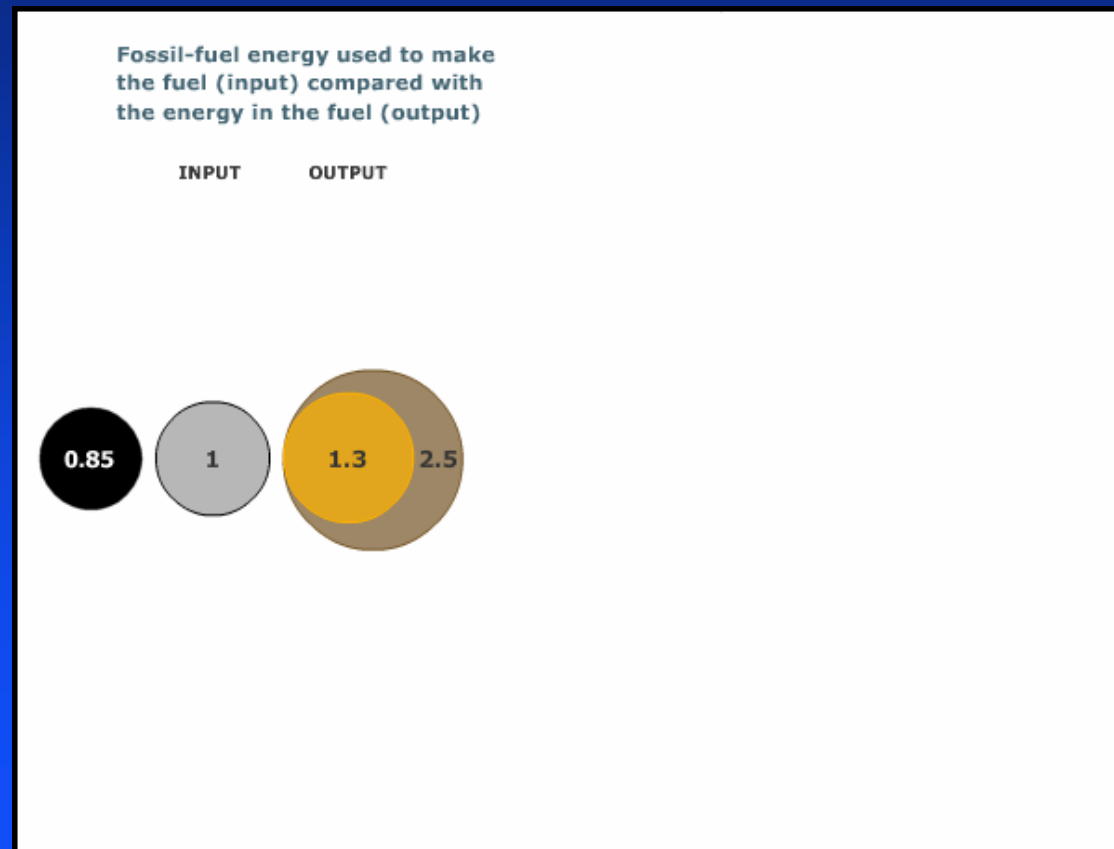 Fossil-fuel energy used to make
the fuel (input) compared with
the energy in the fuel (output)
INPUT OUTPUT
0.85 1 1.3 2.5